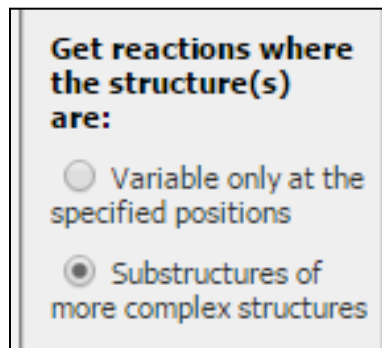 Get reactions where
the structure(s)
are:
Variable only at the
specified positions
Substructures of
more complex structures